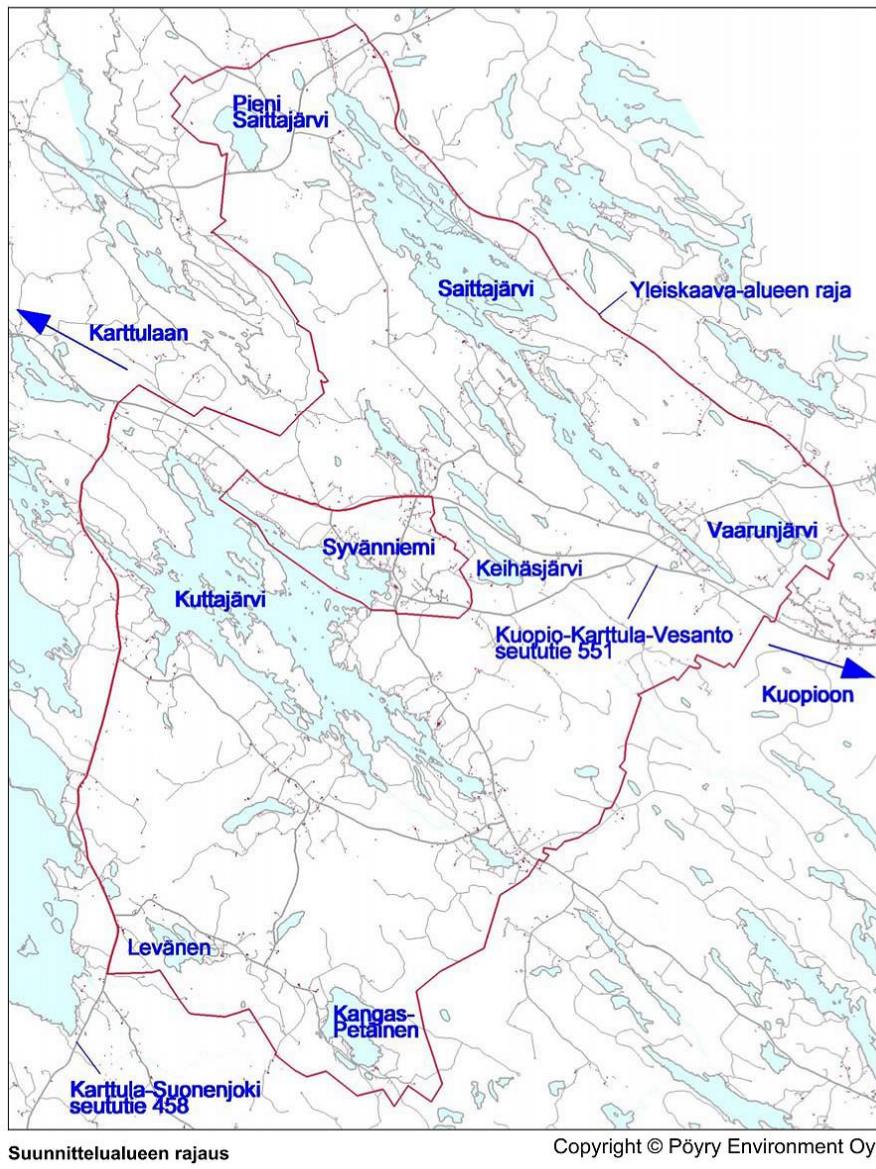 Pieni
Saittajärvi
Saittajärvi
Yleiskaava-alueen raja
Karttulaan
Syvänniemi
Vaarunjärvi
Keihäsjärvi
Kuttajärvi
Kuopio-Karttula-Vesanto
seututie 551
Kuopioon
Levänen
Kangas-
Petäinen
Karttula-Suonenjoki
seututie 458
Suunnittelualueen rajaus
Copyright © Pöyry Environment Oy